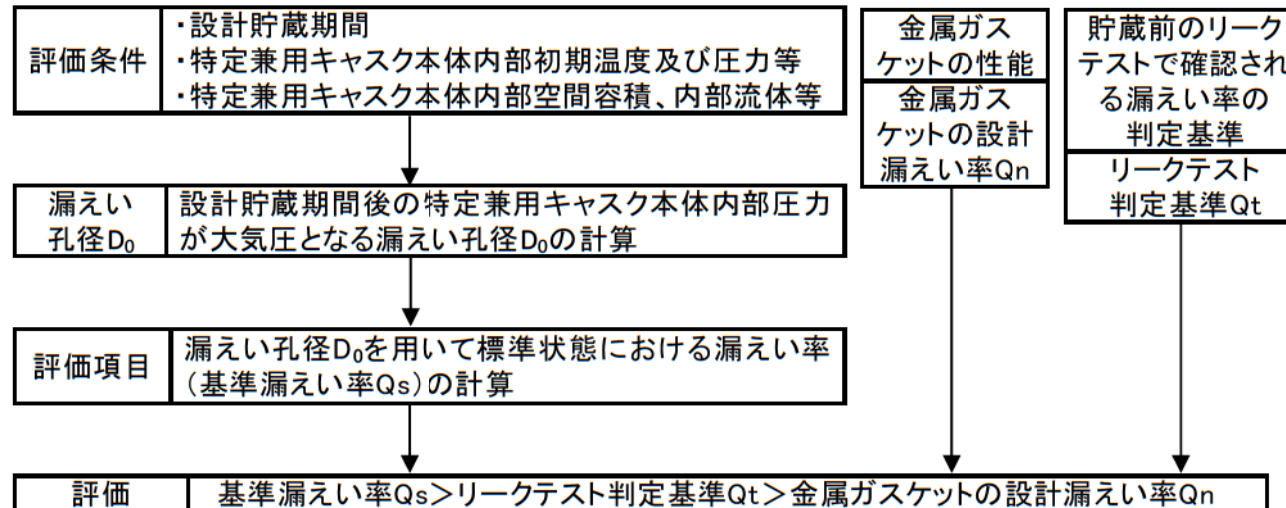 評価条件
・設計貯蔵期間
・特定兼用キャスク本体内部初期温度及び圧力等
・特定兼用キャスク本体内部空間容積、内部流体等
金属ガス
ケットの性能
金属ガス
ケットの設計
漏えい率Qn
貯蔵前のリーク
テストで確認され
る漏えい率の
判定基準
リークテスト
判定基準Qt
漏えい
孔径D₀
設計貯蔵期間後の特定兼用キャスク本体内部圧力
が大気圧となる漏えい孔径D₀の計算
評価項目
漏えい孔径D₀を用いて標準状態における漏えい率
（基準漏えい率Qs）の計算
評価
基準漏えい率Qs＞リークテスト判定基準Qt＞金属ガスケットの設計漏えい率Qn